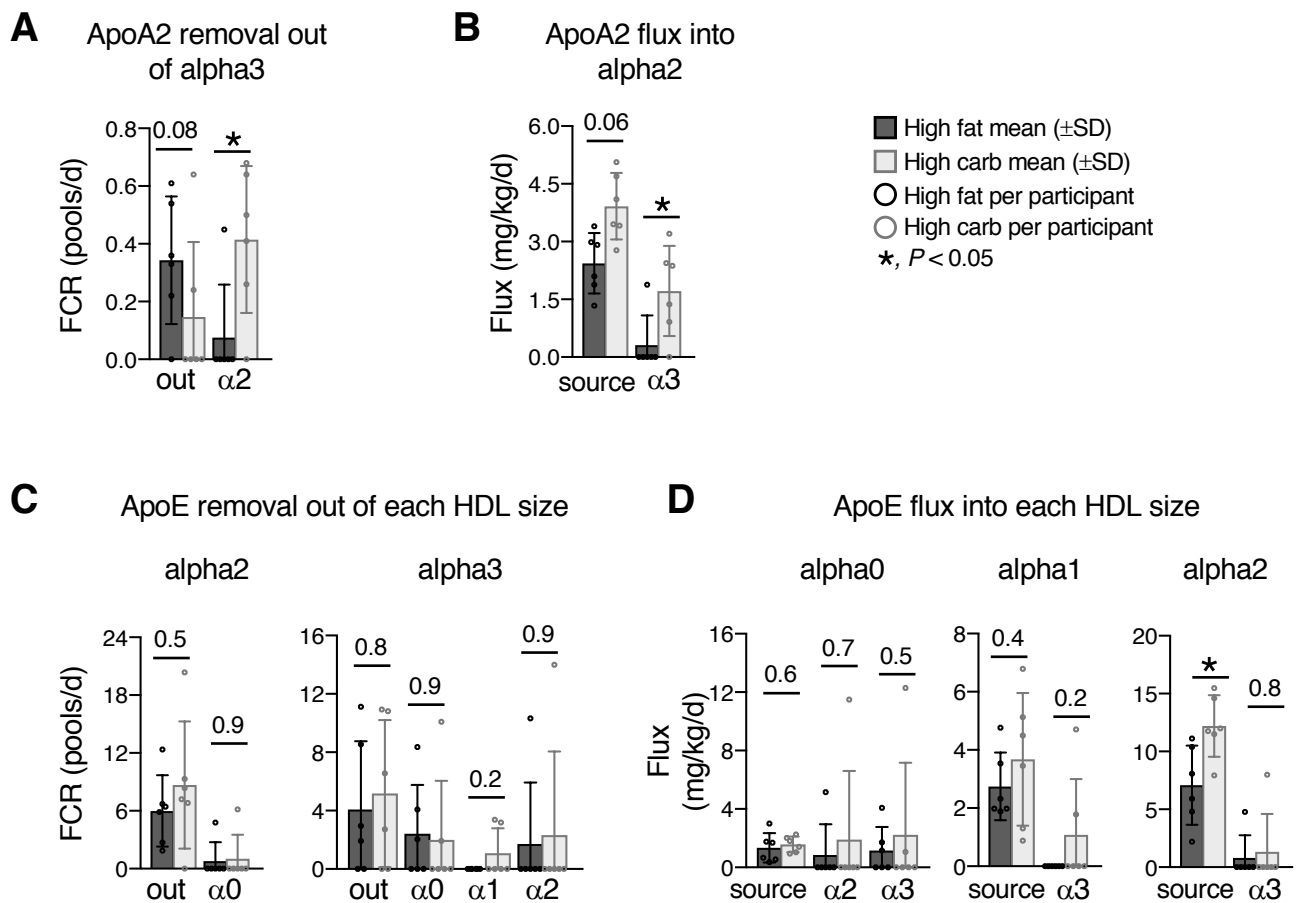 A
ApoA2 removal out
of alpha3
FCR (pools/d)
0.8
0.6
0.4
0.2
0.0
0.08
*
out
α2
B
ApoA2 flux into
alpha2
Flux (mg/kg/d)
6.0
4.5
3.0
1.5
0.0
0.06
*
source
α3
High fat mean (±SD)
High carb mean (±SD)
High fat per participant
High carb per participant
*, P < 0.05
C
ApoE removal out of each HDL size
alpha2
FCR (pools/d)
24
18
12
6
0
0.5
0.9
out
α0
alpha3
16
12
8
4
0
0.8
0.9
0.2
0.9
out
α0
α1
α2
D
ApoE flux into each HDL size
alpha0
Flux
(mg/kg/d)
16
12
8
4
0
0.6
0.7
0.5
source
α2
α3
alpha1
8
6
4
2
0
0.4
0.2
source
α3
alpha2
20
15
10
5
0
*
0.8
source
α3